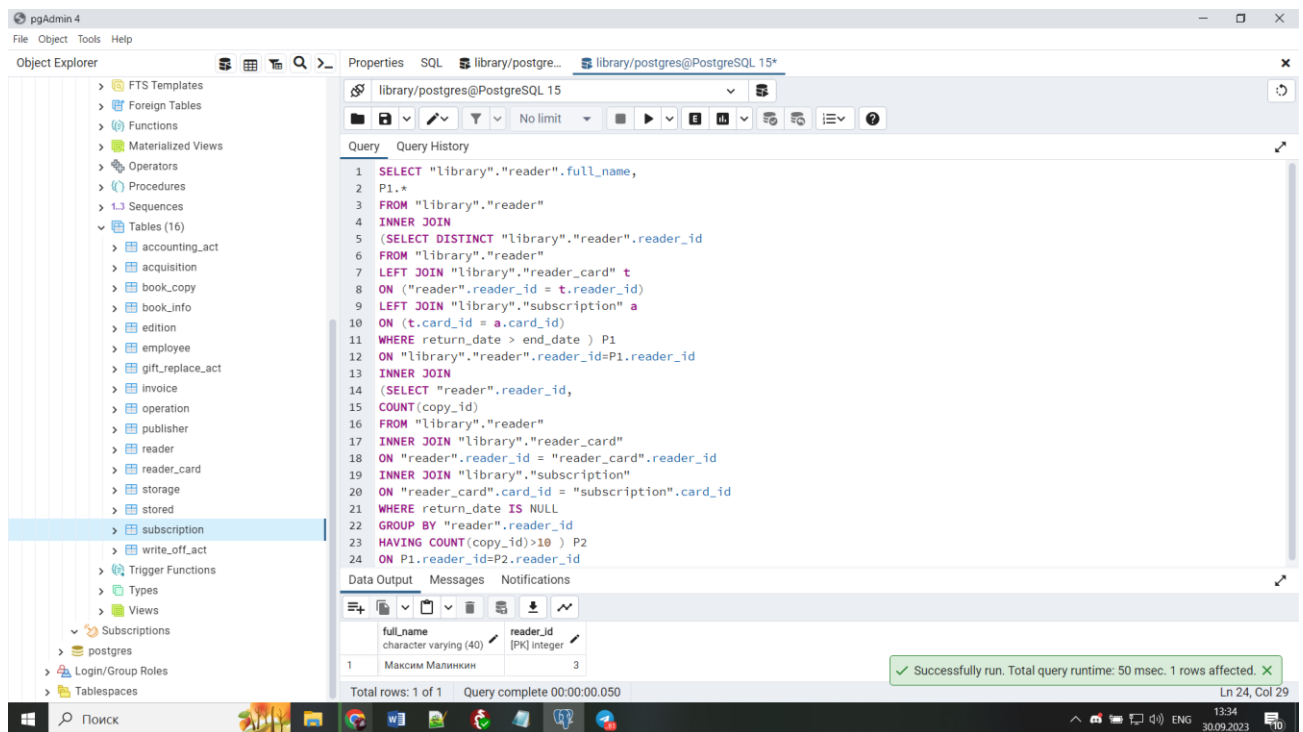 pgAdmin 4
File Object Tools Help
Object Explorer
Properties SQL library/postgre... library/postgres@PostgreSQL 15*
FTS Templates
Foreign Tables
Functions
Materialized Views
Operators
Procedures
1..3 Sequences
Tables (16)
accounting_act
acquisition
book_copy
book_info
edition
employee
gift_replace_act
invoice
operation
publisher
reader
reader_card
storage
stored
subscription
write_off_act
Trigger Functions
Types
Views
Subscriptions
postgres
Login/Group Roles
Tablespaces
library/postgres@PostgreSQL 15
No limit
E
Query Query History
1 SELECT "library"."reader".full_name,
2 P1.*
3 FROM "library"."reader"
4 INNER JOIN
5 (SELECT DISTINCT "library"."reader".reader_id
6 FROM "library"."reader"
7 LEFT JOIN "library"."reader_card" t
8 ON ("reader".reader_id = t.reader_id)
9 LEFT JOIN "library"."subscription" a
10 ON (t.card_id = a.card_id)
11 WHERE return_date > end_date ) P1
12 ON "library"."reader".reader_id=P1.reader_id
13 INNER JOIN
14 (SELECT "reader".reader_id,
15 COUNT(copy_id)
16 FROM "library"."reader"
17 INNER JOIN "library"."reader_card"
18 ON "reader".reader_id = "reader_card".reader_id
19 INNER JOIN "library"."subscription"
20 ON "reader_card".card_id = "subscription".card_id
21 WHERE return_date IS NULL
22 GROUP BY "reader".reader_id
23 HAVING COUNT(copy_id)>10 ) P2
24 ON P1.reader_id=P2.reader_id
Data Output Messages Notifications
full_name
character varying (40)
reader_id
[PK] integer
1 Максим Малинкин 3
Successfully run. Total query runtime: 50 msec. 1 rows affected.
Total rows: 1 of 1 Query complete 00:00:00.050
Ln 24, Col 29
Поиск
ENG
13:34
30.09.2023
10